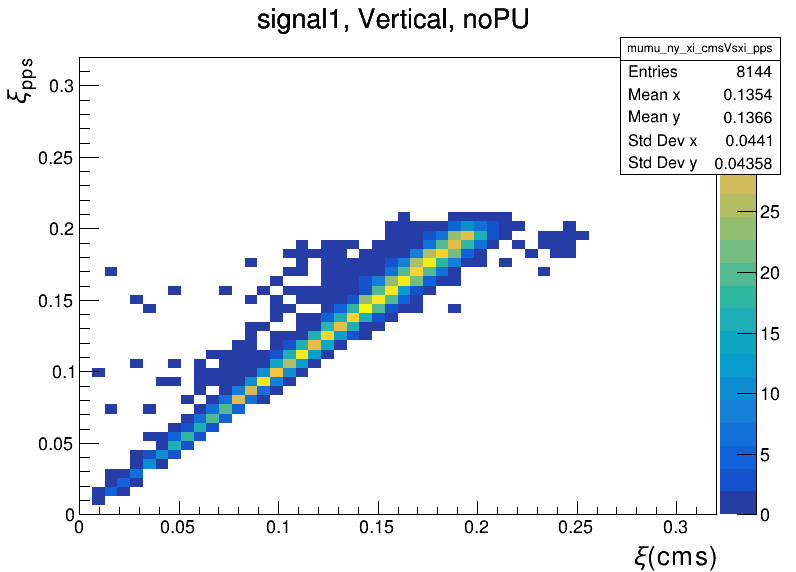 signal1, Vertical, noPU
mumu_ny_xi_cmsVsxi_pps
Entries 8144
Mean x 0.1354
Mean y 0.1366
Std Dev x 0.0441
Std Dev y 0.04358
ξpps
0.3
0.25
0.2
0.15
0.1
0.05
0
0 0.05 0.1 0.15 0.2 0.25 0.3
ξ(cms)
25
20
15
10
5
0